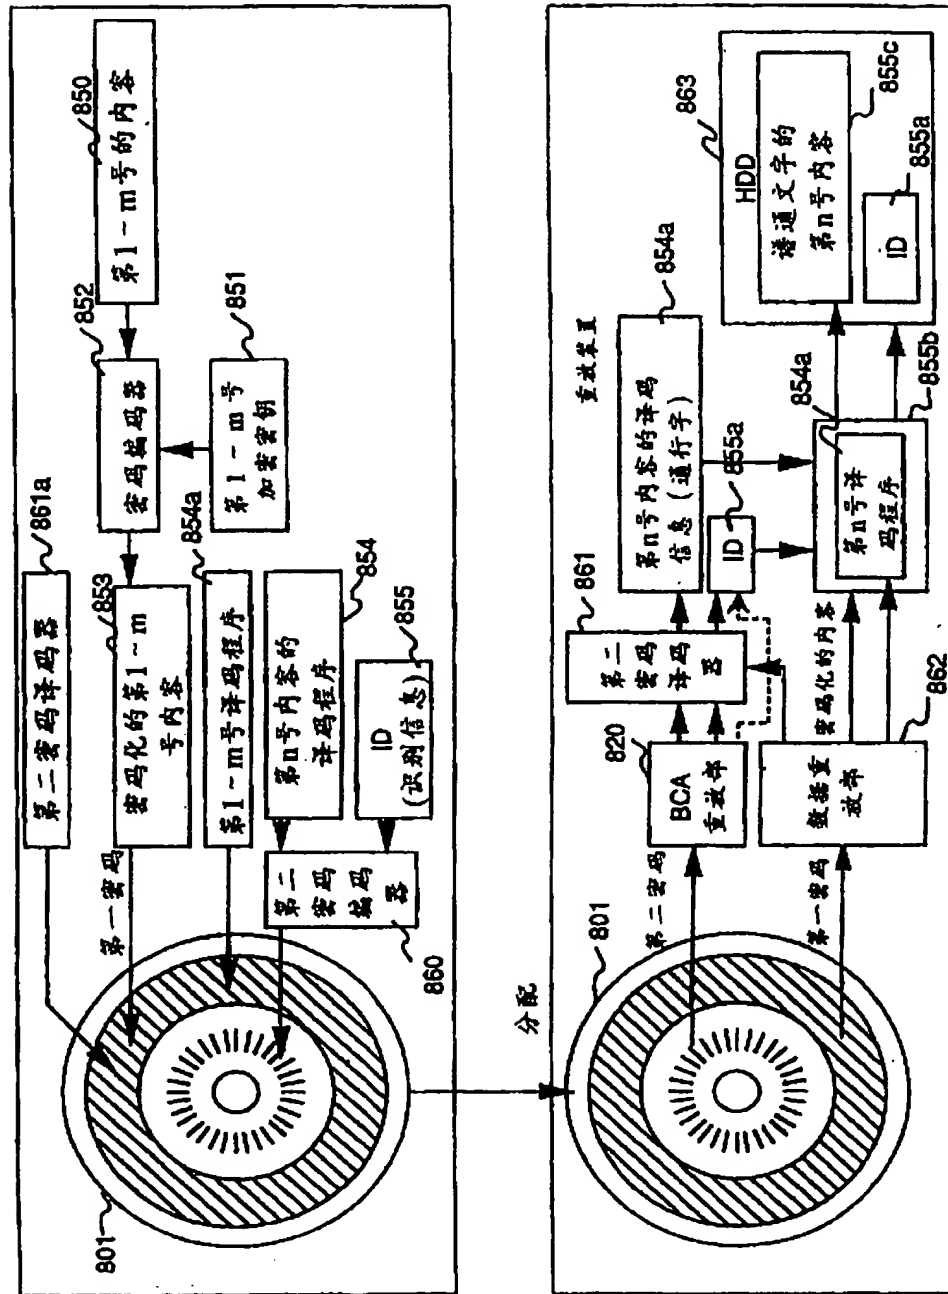 801
861a
第二密码译码器
850
第1-m号的内容
852
密码编码器
851
第1-m号
加密密钥
853
密码化的第1-m
号内容
第一密码
854a
第1-m号译码程序
854
第n号内容的
译码程序
855
ID
(识别信息)
第二
密码
编码
器
860
分配
801
第二密码
第一密码
820
BCA
重放部
数据重
放部
862
861
第二
密码
译码
器
重放装置
854a
第n号内容的译码
信息(通行字)
ID
855a
密码化的内容
854a
第n号译
码程序
855b
863
HDD
谱通文字的
第n号内容
855c
ID
855a